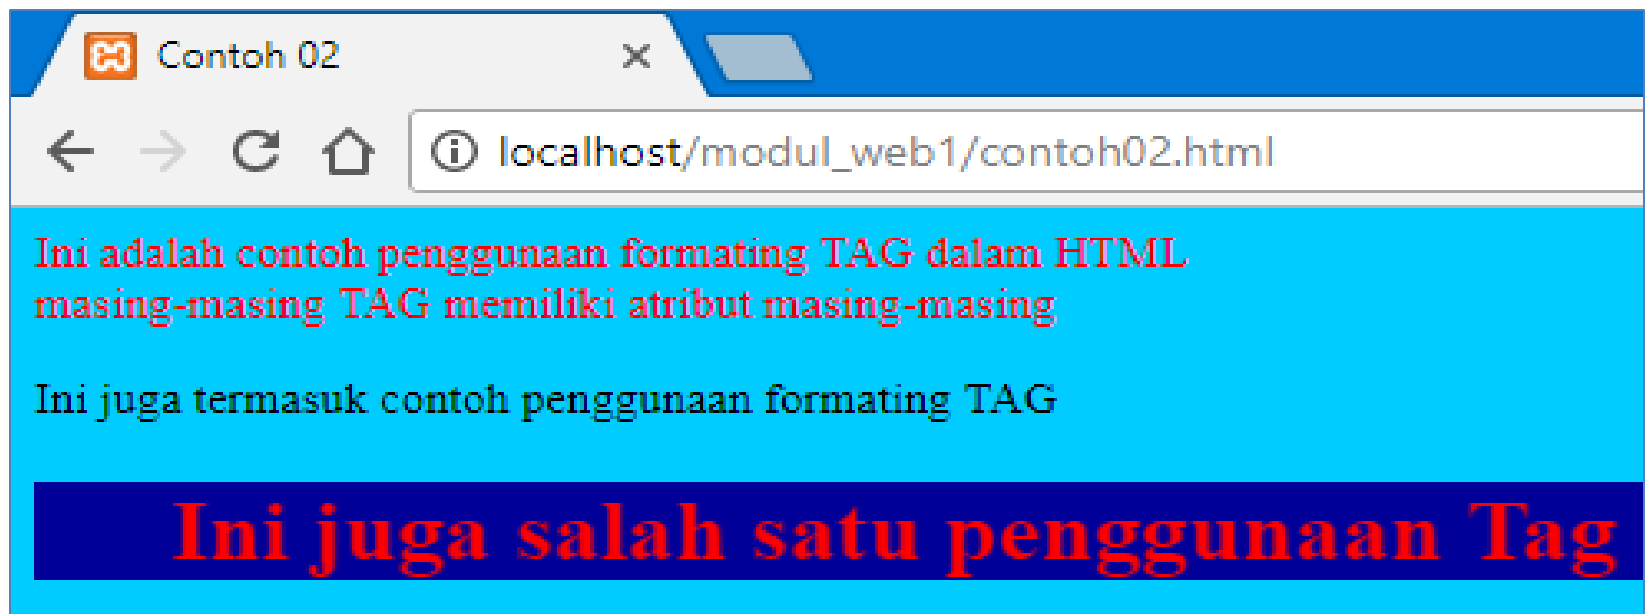 Contoh 02
localhost/modul_web1/contoh02.html
Ini adalah contoh penggunaan formating TAG dalam HTML
masing-masing TAG memiliki atribut masing-masing
Ini juga termasuk contoh penggunaan formating TAG
Ini juga salah satu penggunaan Tag